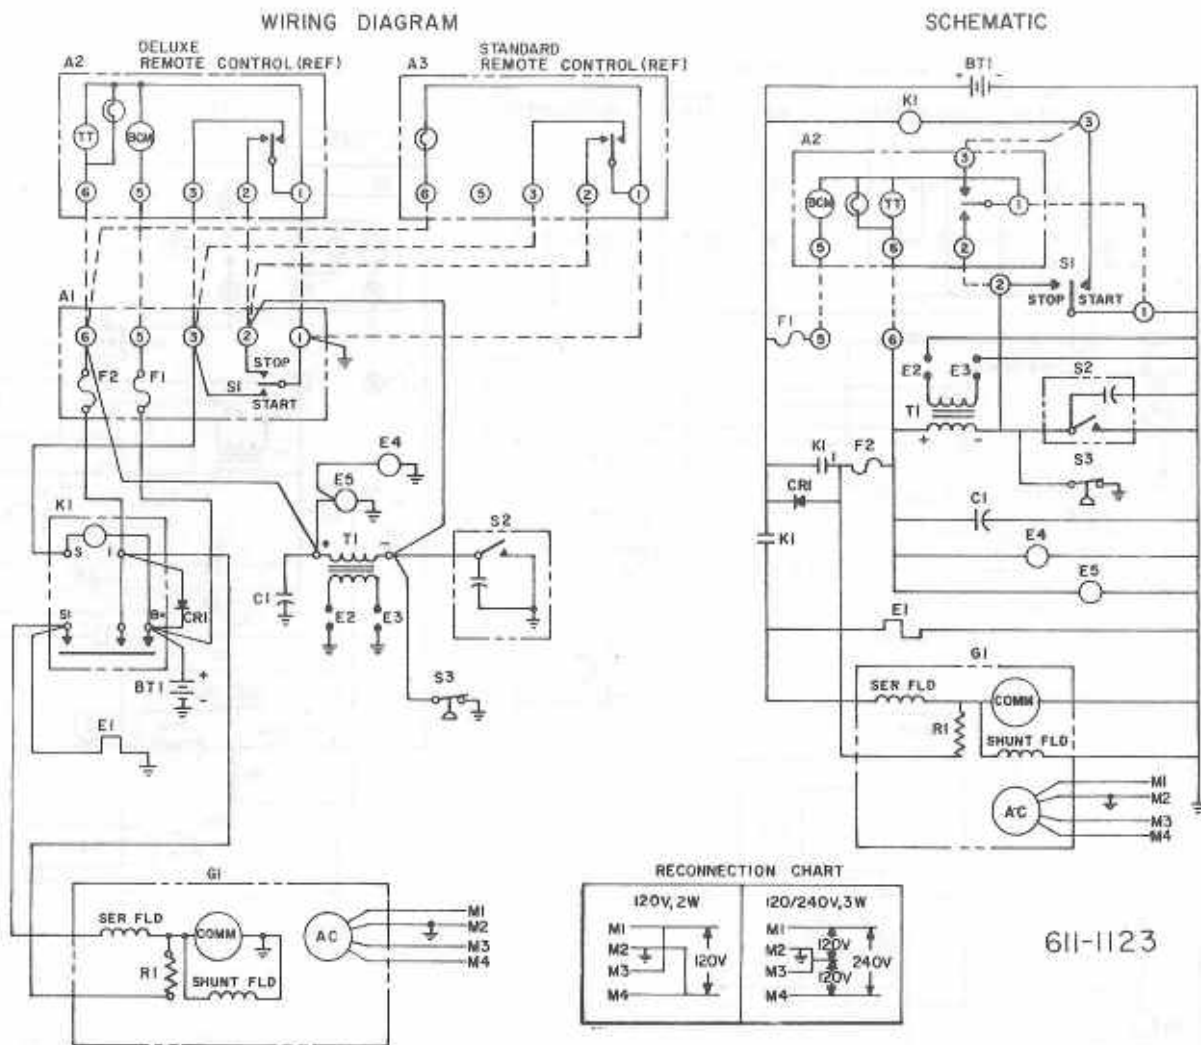 WIRING DIAGRAM
SCHEMATIC
A2
DELUXE
REMOTE CONTROL (REF)
TT
BCM
6
5
3
2
1
A3
STANDARD
REMOTE CONTROL (REF)
6
5
3
2
1
A1
6
5
3
2
1
F2
F1
STOP
S1
START
K1
S
1
S1
CR1
BT1
+
-
E1
E4
E5
+
T1
-
C1
E2
E3
S2
S3
G1
SER FLD
COMM
R1
SHUNT FLD
AC
M1
M2
M3
M4
+
BT1
-
K1
3
A2
3
BCM
TT
1
5
6
2
S1
2
STOP
START
1
F1
5
6
E2
E3
S2
T1
+
-
K1
1
F2
S3
CR1
C1
K1
E4
E5
E1
G1
SER FLD
COMM
R1
SHUNT FLD
AC
M1
M2
M3
M4
RECONNECTION CHART
120V, 2W
120/240V, 3W
M1
M2
M3
M4
120V
M1
M2
M3
M4
120V
120V
240V
611-1123